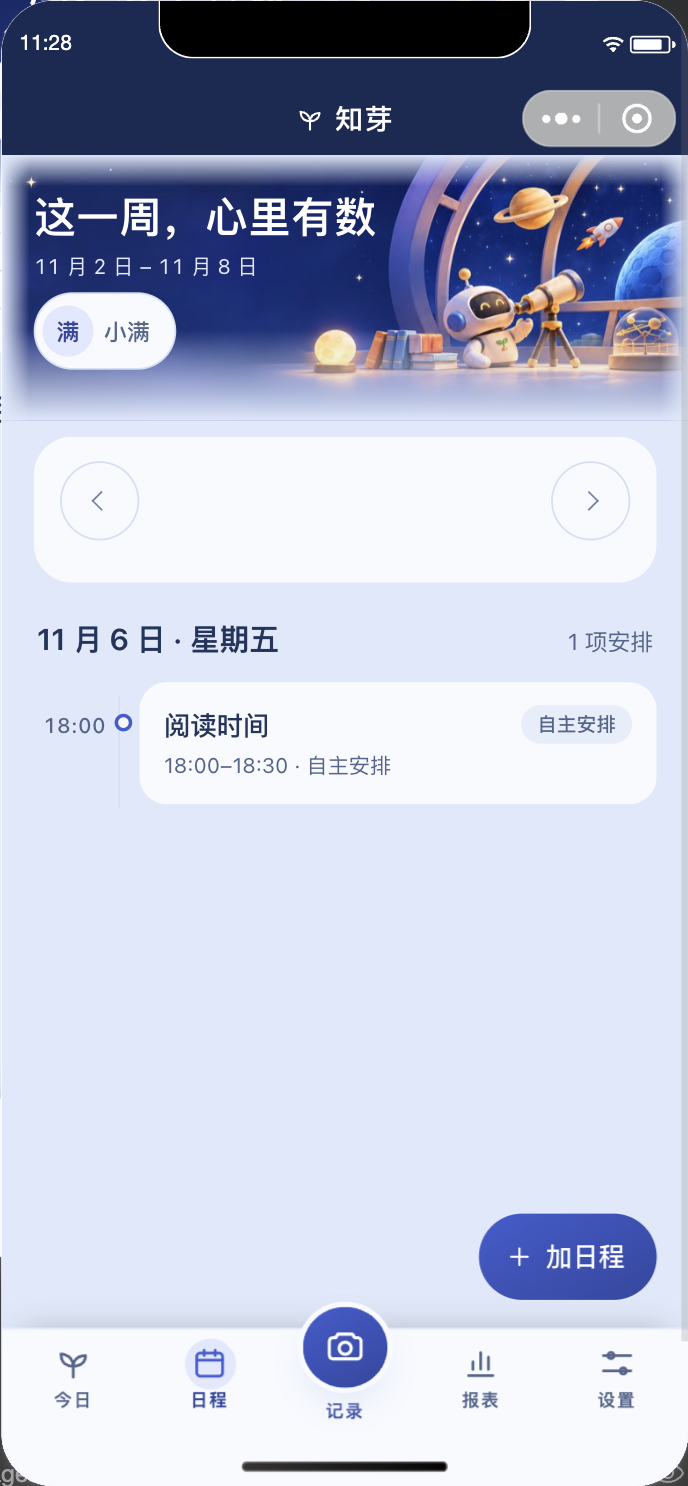 11:28
知芽
这一周，心里有数
11 月 2 日 – 11 月 8 日
满 小满
11 月 6 日 · 星期五
1 项安排
18:00
阅读时间
自主安排
18:00–18:30 · 自主安排
+ 加日程
今日
日程
记录
报表
设置